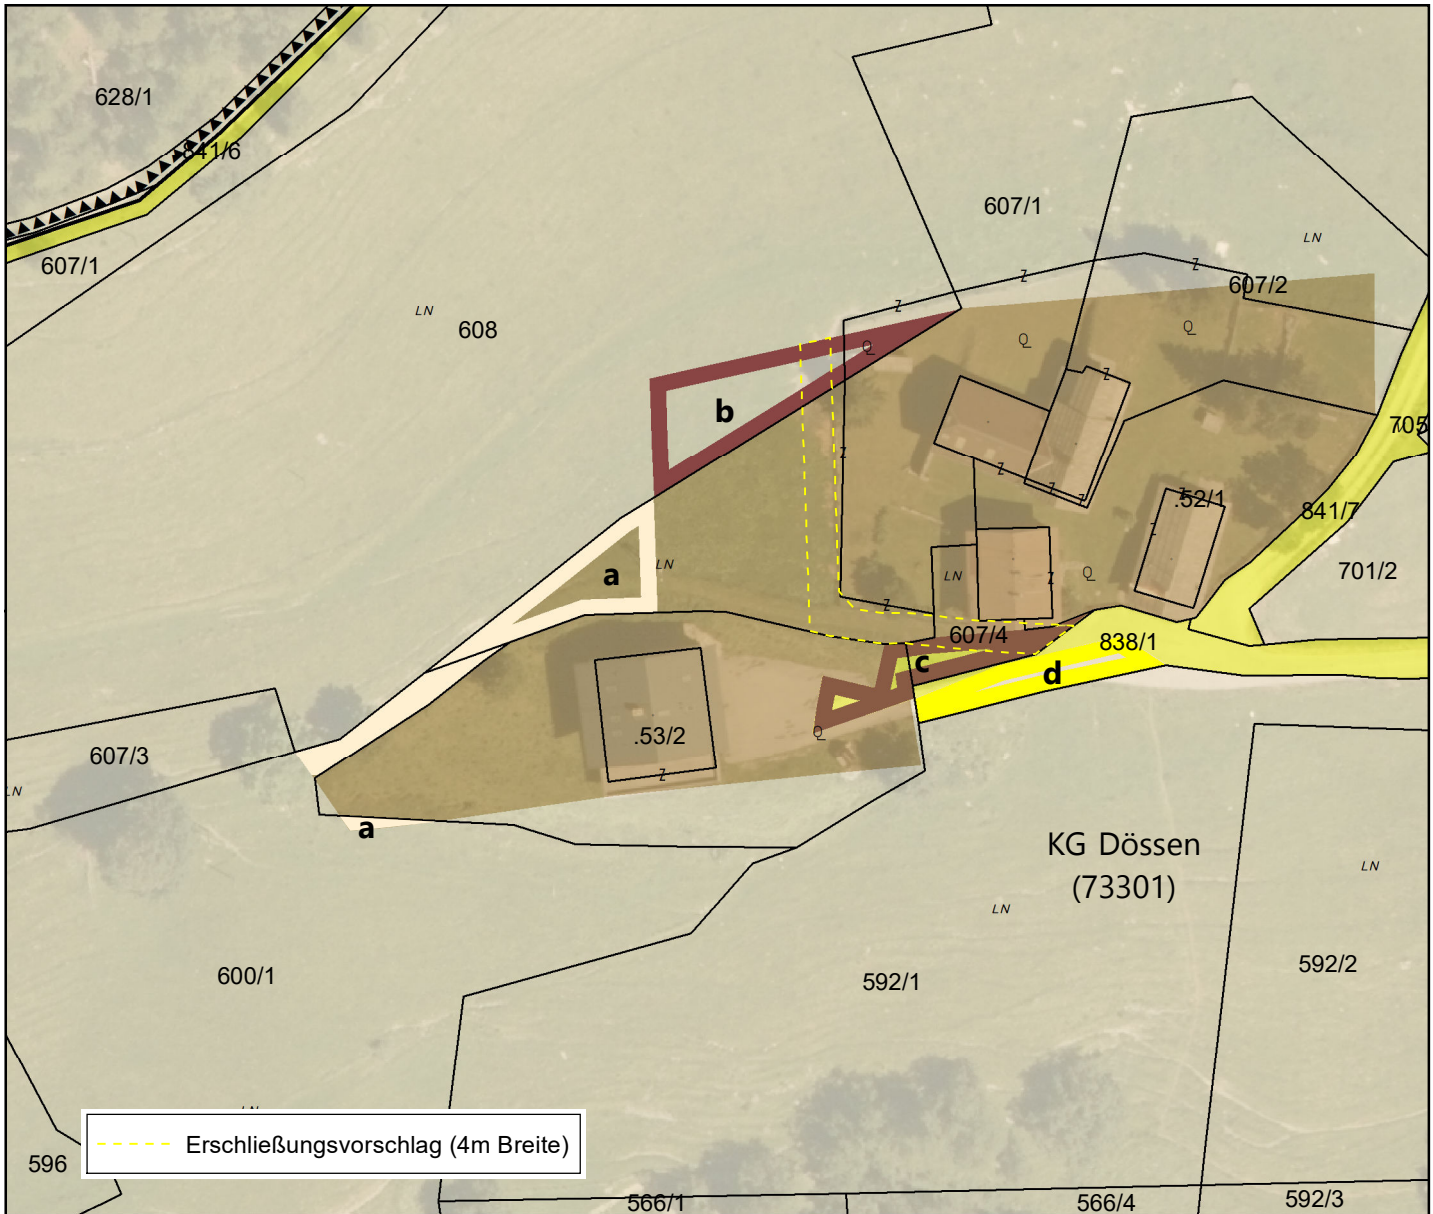 628/1
841/6
607/1
607/1
LN
607/2
LN
608
Z
Z
Z
Q
Q
Q
Z
b
705
Z
Z
Z
Z
Z
.52/1
Z
841/7
LN
a
LN
Z
Q
701/2
Z
607/4
838/1
c
d
.53/2
Q
Z
607/3
LN
a
KG Dössen
(73301)
LN
LN
600/1
592/1
592/2
Erschließungsvorschlag (4m Breite)
596
566/1
566/4
592/3